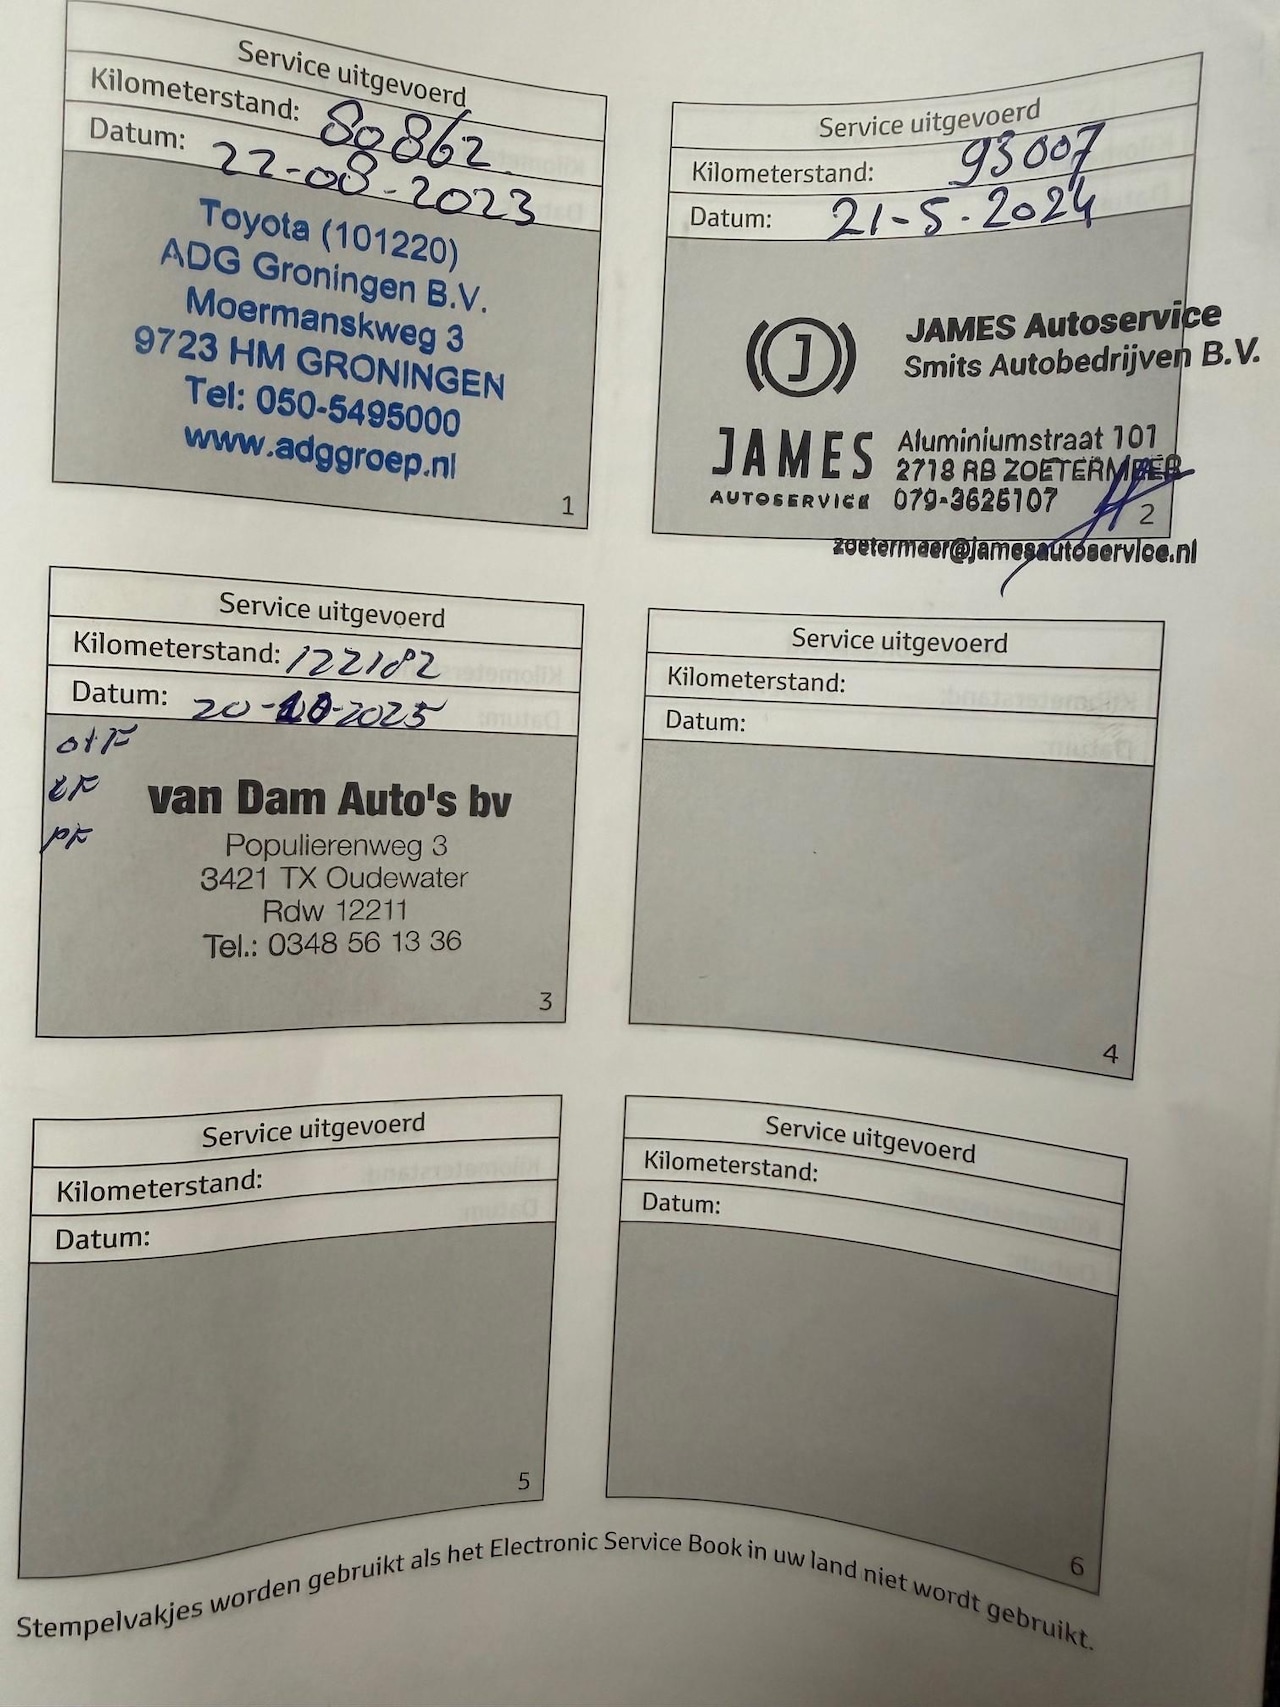 Service uitgevoerd
Kilometerstand: 80862
Datum: 22-08-2023
Toyota (101220)
ADG Groningen B.V.
Moermanskweg 3
9723 HM GRONINGEN
Tel: 050-5495000
www.adggroep.nl
1
Service uitgevoerd
Kilometerstand: 93007
Datum: 21-5-2024
JAMES Autoservice
Smits Autobedrijven B.V.
J
JAMES
AUTOSERVICE
Aluminiumstraat 101
2718 RB ZOETERMEER
079-3625107
2
zoetermeer@jamesautoservice.nl
Service uitgevoerd
Kilometerstand: 122182
Datum: 20-10-2025
o+F
LF
PF
van Dam Auto's bv
Populierenweg 3
3421 TX Oudewater
Rdw 12211
Tel.: 0348 56 13 36
3
Service uitgevoerd
Kilometerstand:
Datum:
4
Service uitgevoerd
Kilometerstand:
Datum:
5
Service uitgevoerd
Kilometerstand:
Datum:
6
Stempelvakjes worden gebruikt als het Electronic Service Book in uw land niet wordt gebruikt.